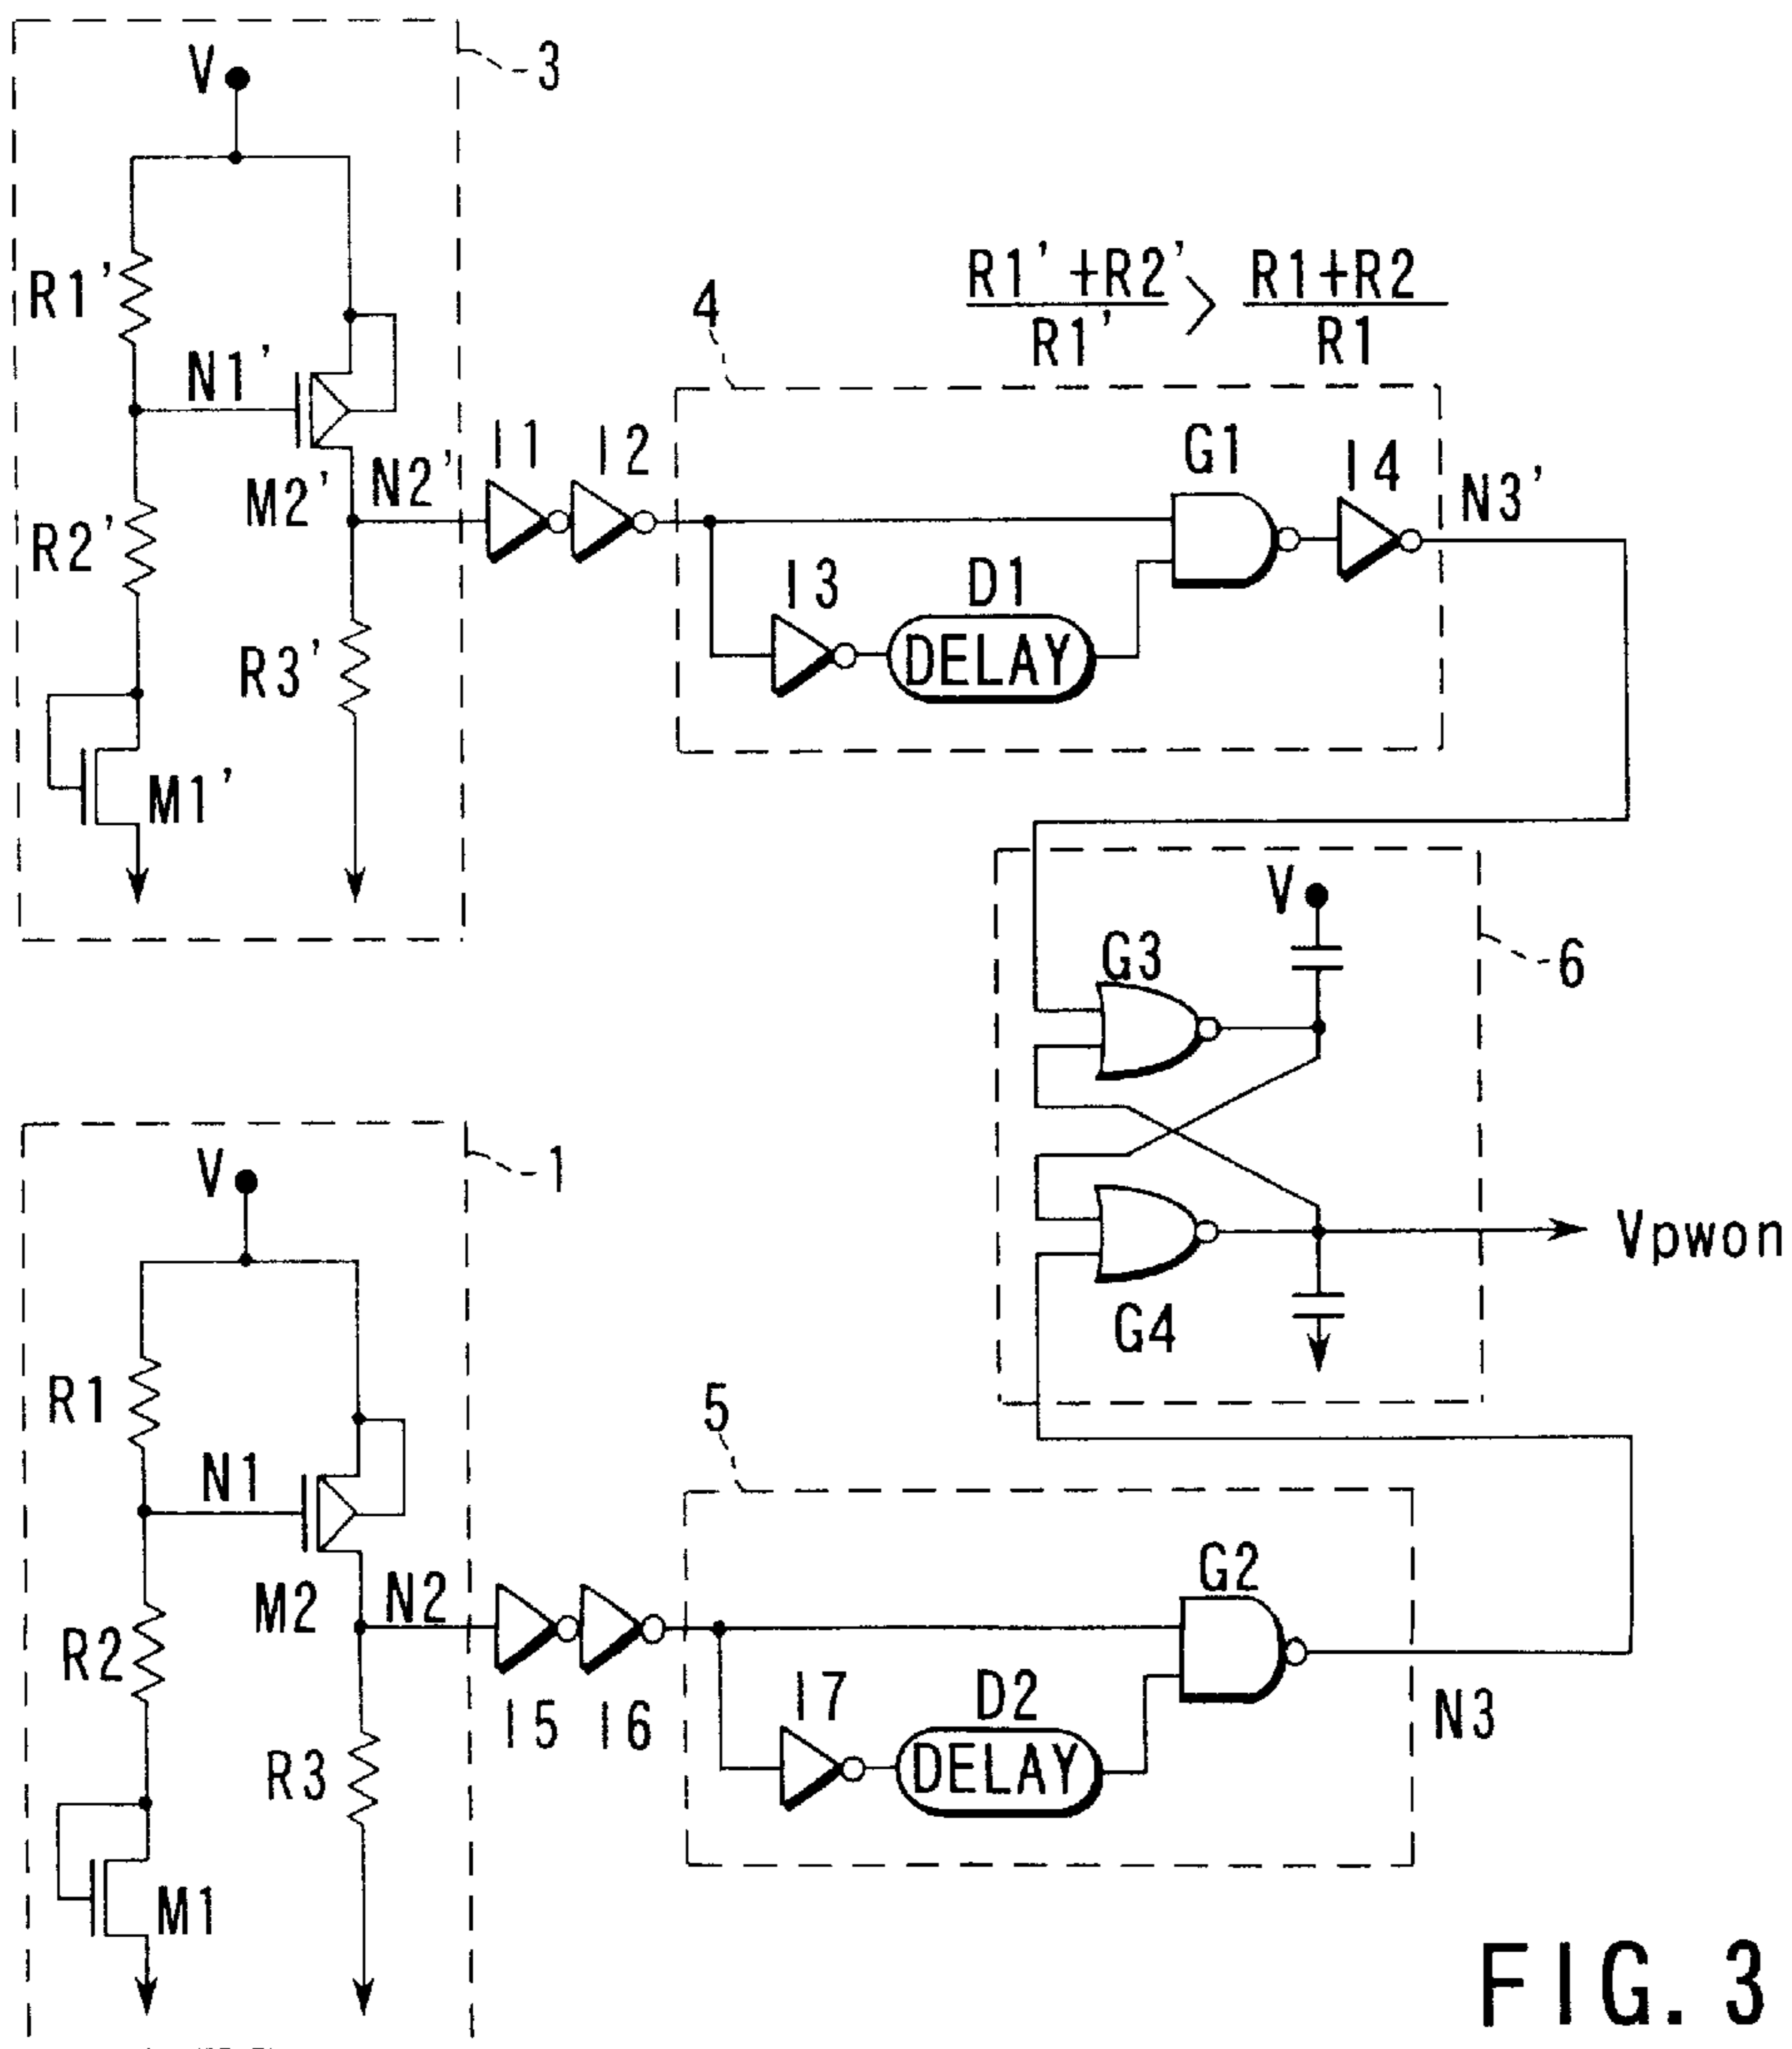 3
V
R1'
N1'
M2'
N2'
R2'
R3'
M1'
I1
I2
4
R1'+R2' / R1' > R1+R2 / R1
G1
I4
N3'
I3
D1
DELAY
V
6
G3
G4
Vpwon
1
V
R1
N1
M2
N2
R2
R3
M1
I5
I6
5
G2
I7
D2
DELAY
N3
FIG. 3